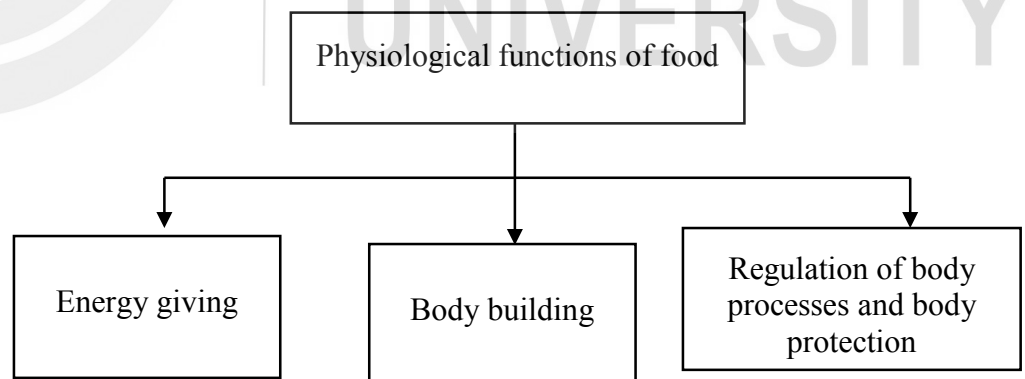 UNIVERSITY
Physiological functions of food
Energy giving
Body building
Regulation of body
processes and body
protection